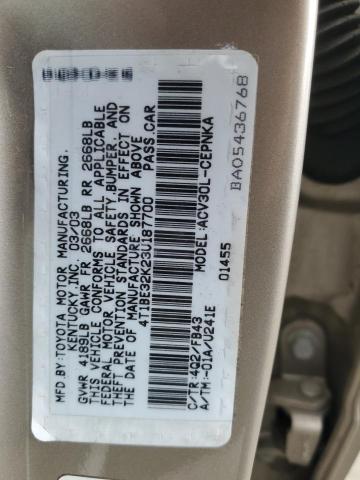 MFD BY:TOYOTA MOTOR MANUFACTURING,
KENTUCKY,INC. 03/03
GVWR 4189LB GAWR FR 2668LB RR 2668LB
THIS VEHICLE CONFORMS TO ALL APPLICABLE
FEDERAL MOTOR VEHICLE SAFETY,BUMPER, AND
THEFT PREVENTION STANDARDS IN EFFECT ON
THE DATE OF MANUFACTURE SHOWN ABOVE
4T1BE32K23U187700 PASS.CAR
C/TR:4Q2/FB43 MODEL:ACV30L-CEPNKA
A/TM:-01A/U241E 01455
BA05436768